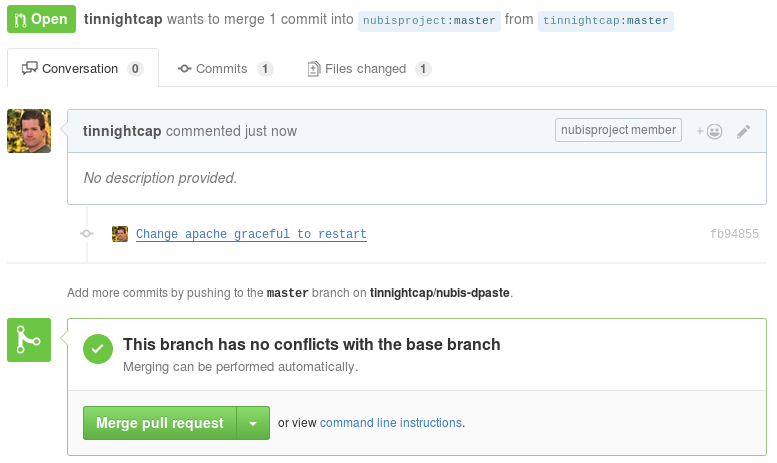 Open tinnightcap wants to merge 1 commit into nubisproject:master from tinnightcap:master
Conversation 0 Commits 1 Files changed 1
tinnightcap commented just now nubisproject member +
No description provided.
Change apache graceful to restart fb94855
Add more commits by pushing to the master branch on tinnightcap/nubis-dpaste.
This branch has no conflicts with the base branch
Merging can be performed automatically.
Merge pull request or view command line instructions.